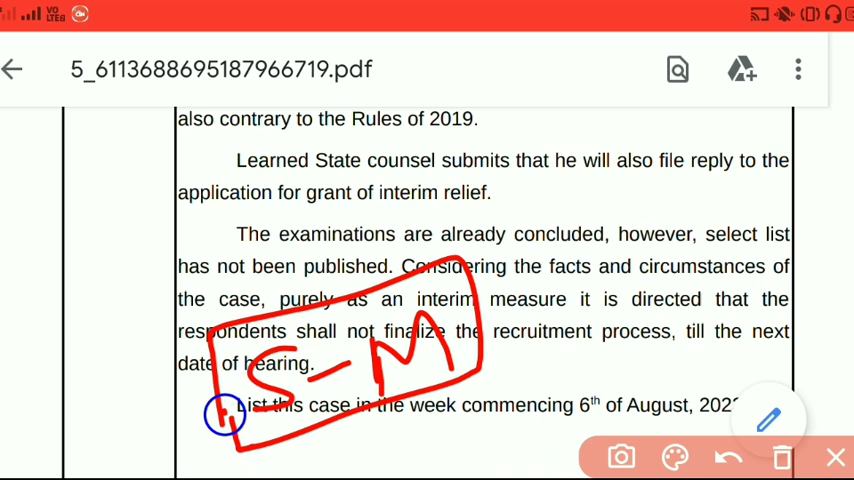 VO
LTE
5_6113688695187966719.pdf
also contrary to the Rules of 2019.
Learned State counsel submits that he will also file reply to the
application for grant of interim relief.
The examinations are already concluded, however, select list
has not been published. Considering the facts and circumstances of
the case, purely as an interim measure it is directed that the
respondents shall not finalize the recruitment process, till the next
date of hearing.
S-M
List this case in the week commencing 6th of August, 202